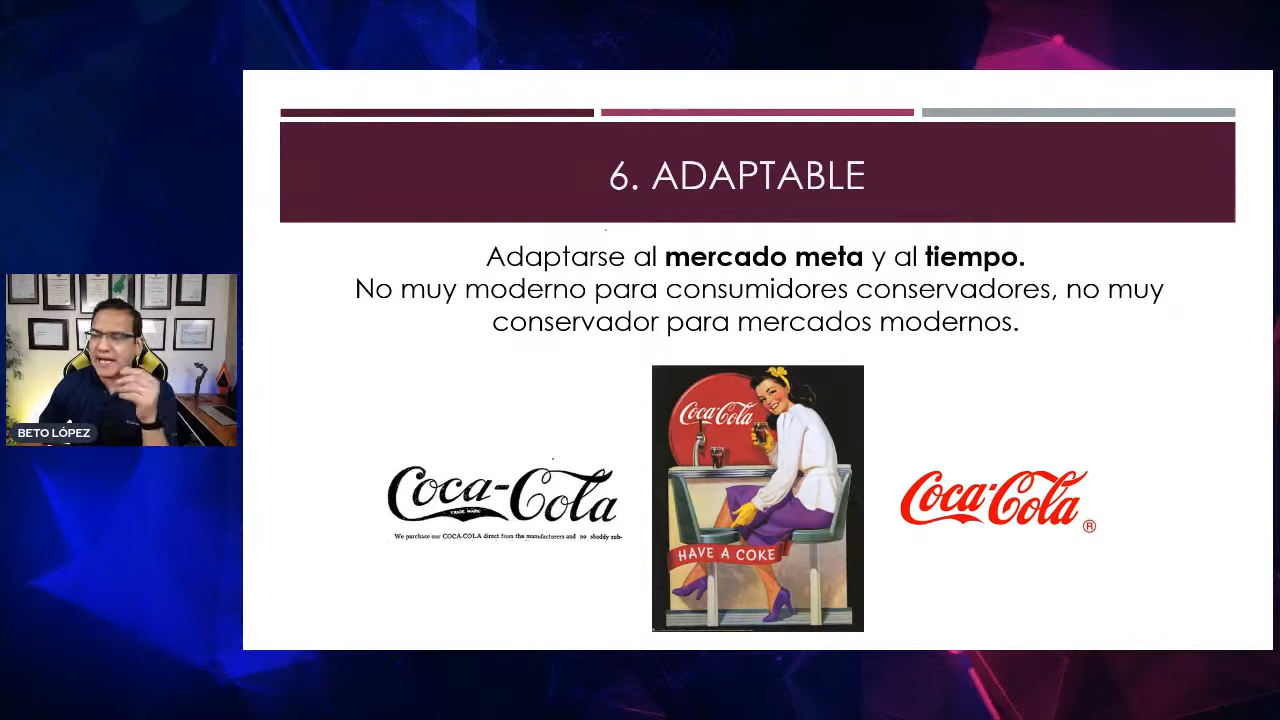 6. ADAPTABLE
Adaptarse al mercado meta y al tiempo.
No muy moderno para consumidores conservadores, no muy
conservador para mercados modernos.
BETO LÓPEZ
Coca-Cola
TRADE MARK
We purchase our COCA-COLA direct from the manufacturers and no shoddy sub-
Coca-Cola
HAVE A COKE
Coca-Cola
®